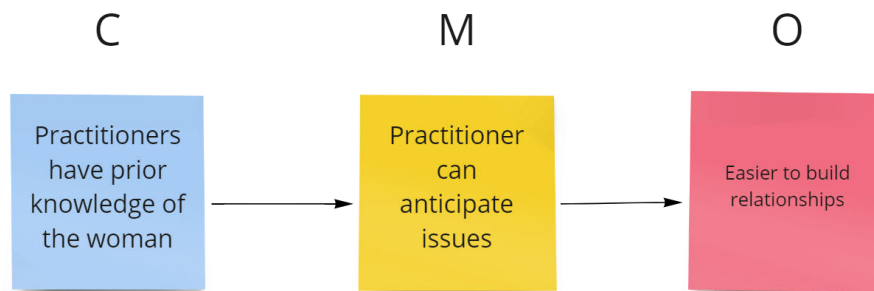 C
M
O
Practitioners
have prior
knowledge of
the woman
Practitioner
can
anticipate
issues
Easier to build
relationships